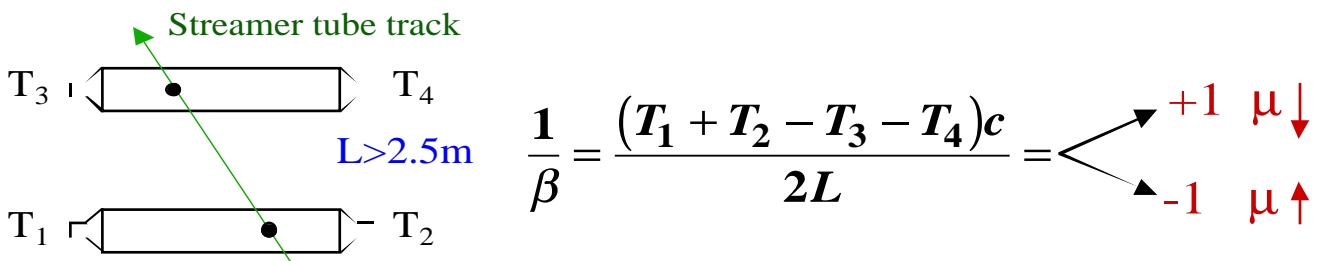 Streamer tube track
T₃ T₄
L>2.5m
T₁ T₂
1/β = (T₁ + T₂ − T₃ − T₄)c / 2L =
+1 μ↓
-1 μ↑